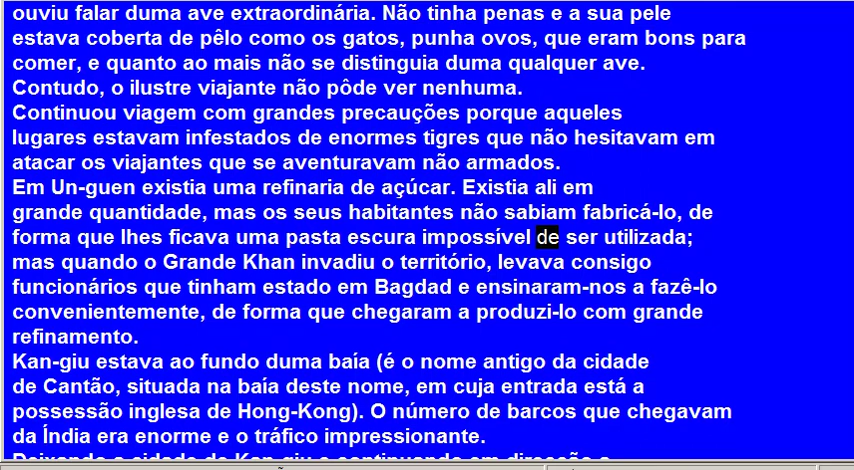 ouviu falar duma ave extraordinária. Não tinha penas e a sua pele
estava coberta de pêlo como os gatos, punha ovos, que eram bons para
comer, e quanto ao mais não se distinguia duma qualquer ave.
Contudo, o ilustre viajante não pôde ver nenhuma.
Continuou viagem com grandes precauções porque aqueles
lugares estavam infestados de enormes tigres que não hesitavam em
atacar os viajantes que se aventuravam não armados.
Em Un-guen existia uma refinaria de açúcar. Existia ali em
grande quantidade, mas os seus habitantes não sabiam fabricá-lo, de
forma que lhes ficava uma pasta escura impossível de ser utilizada;
mas quando o Grande Khan invadiu o território, levava consigo
funcionários que tinham estado em Bagdad e ensinaram-nos a fazê-lo
convenientemente, de forma que chegaram a produzi-lo com grande
refinamento.
Kan-giu estava ao fundo duma baía (é o nome antigo da cidade
de Cantão, situada na baía deste nome, em cuja entrada está a
possessão inglesa de Hong-Kong). O número de barcos que chegavam
da Índia era enorme e o tráfico impressionante.
Deixando a cidade de Kan-giu e continuando em direcção a